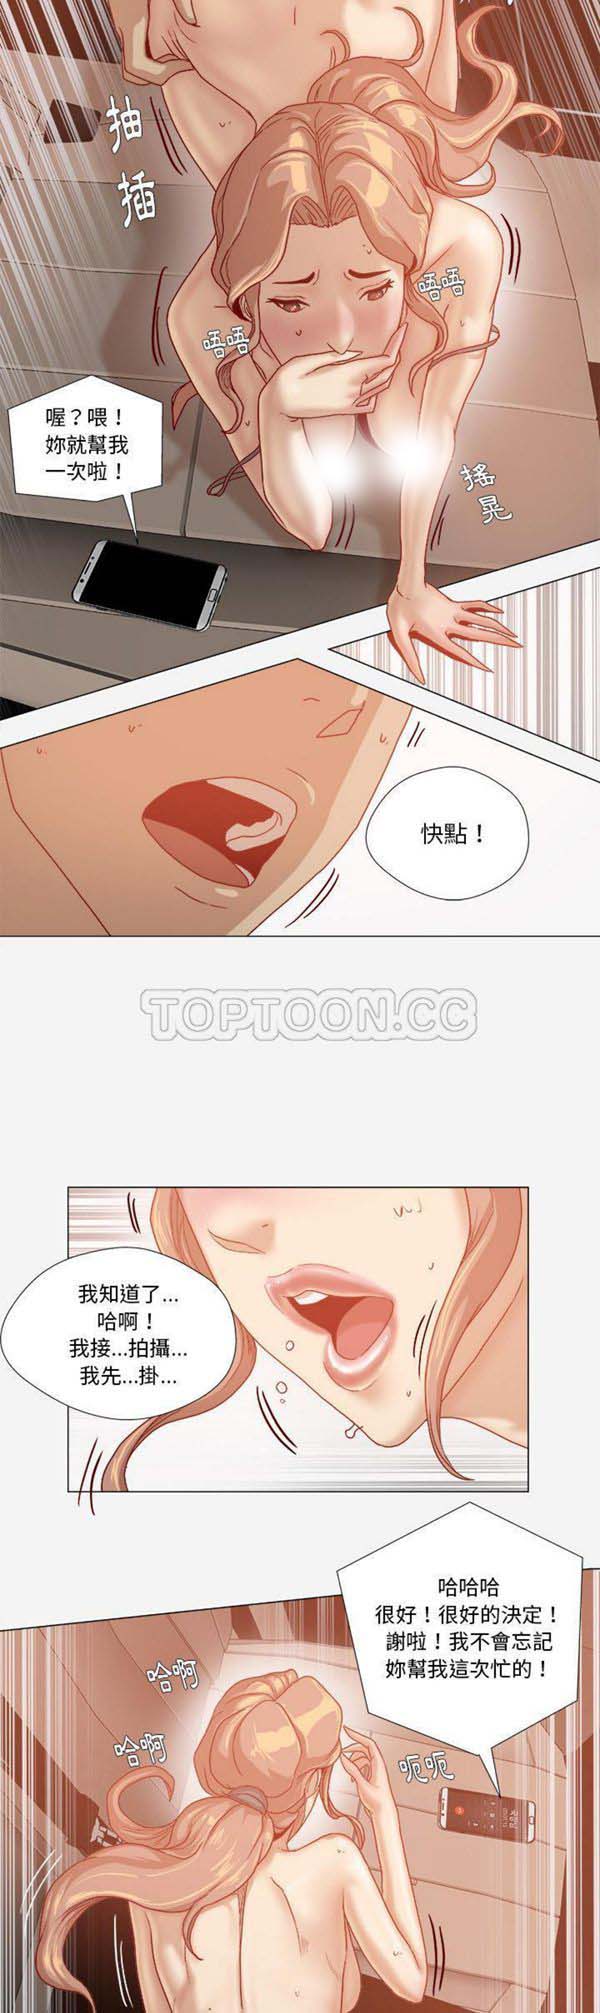 抽
插
唔唔
唔唔
喔？喂！
妳就幫我
一次啦！
搖
晃
快點！
TOPTOON.CC
我知道了...
哈啊！
我接...拍攝...
我先...掛...
哈哈哈
很好！很好的決定！
謝啦！我不會忘記
妳幫我這次忙的！
哈啊
哈啊
呃呃